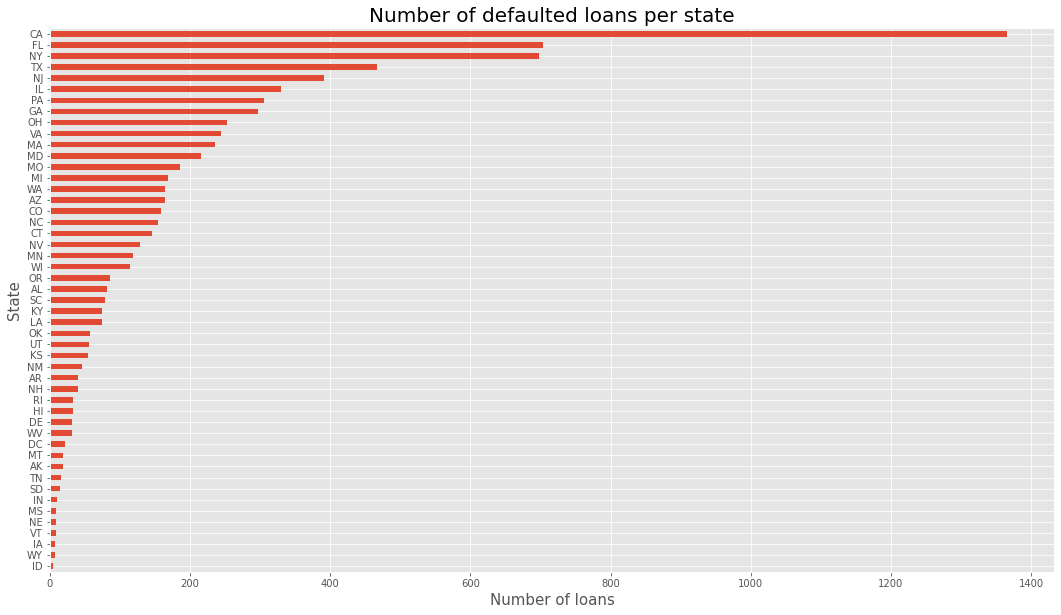 Number of defaulted loans per state
State
CA
FL
NY
TX
NJ
IL
PA
GA
OH
VA
MA
MD
MO
MI
WA
AZ
CO
NC
CT
NV
MN
WI
OR
AL
SC
KY
LA
OK
UT
KS
NM
AR
NH
RI
HI
DE
WV
DC
MT
AK
TN
SD
IN
MS
NE
VT
IA
WY
ID
0 200 400 600 800 1000 1200 1400
Number of loans